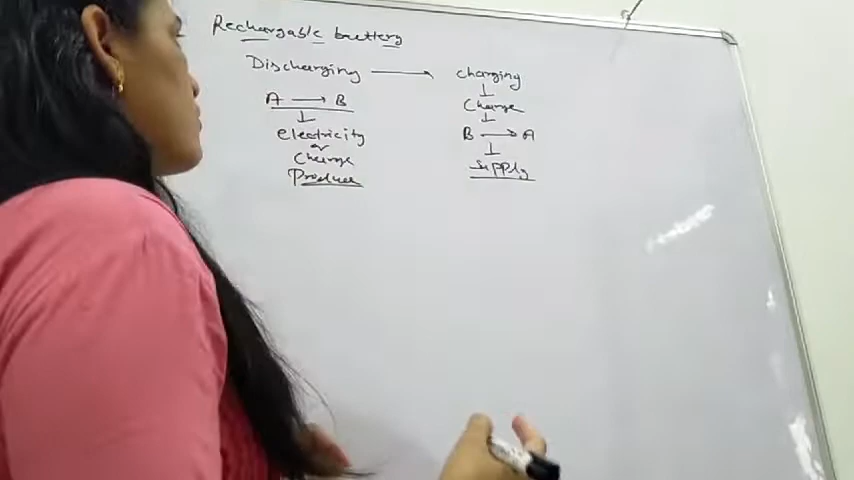 Rechargable battery
Discharging → charging
A → B
↓
electricity
or
charge
Produce
↓
Charge
↓
B → A
↓
Supply